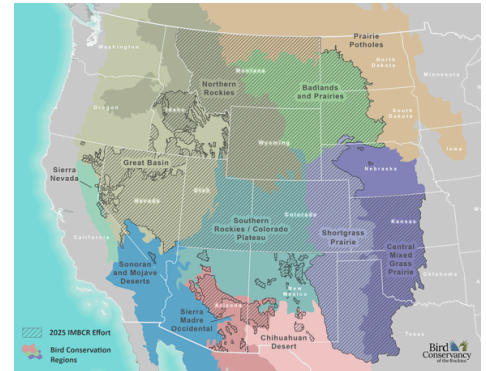 Prairie
Potholes
Washington
North
Dakota
Montana
Minnesota
Northern
Rockies
Badlands
and Prairies
Oregon
Idaho
South
Dakota
Wyoming
Iowa
Great Basin
Sierra
Nevada
Nebraska
Nevada
Utah
Colorado
Kansas
Southern
Rockies / Colorado
Plateau
Shortgrass
Prairie
California
Central
Mixed
Grass
Prairie
Sonoran
and Mojave
Deserts
Oklahoma
New
Mexico
Arizona
Sierra
Madre
Occidental
Texas
2025 IMBCR Effort
Chihuahuan
Desert
Bird Conservation
Regions
Bird
Conservancy
of the Rockies